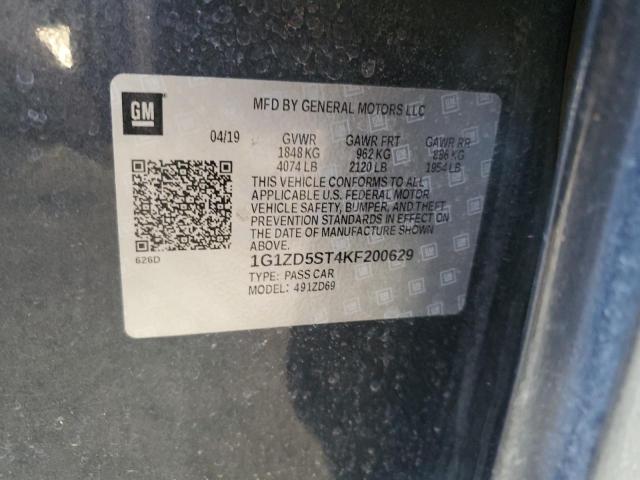 GM
MFD BY GENERAL MOTORS LLC
04/19 GVWR GAWR FRT GAWR RR
1848 KG 962 KG 886 KG
4074 LB 2120 LB 1954 LB
THIS VEHICLE CONFORMS TO ALL
APPLICABLE U.S. FEDERAL MOTOR
VEHICLE SAFETY, BUMPER, AND THEFT
PREVENTION STANDARDS IN EFFECT ON
THE DATE OF MANUFACTURE SHOWN
ABOVE.
626D
1G1ZD5ST4KF200629
TYPE: PASS CAR
MODEL: 491ZD69